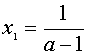 x₁ = 1/(a−1)